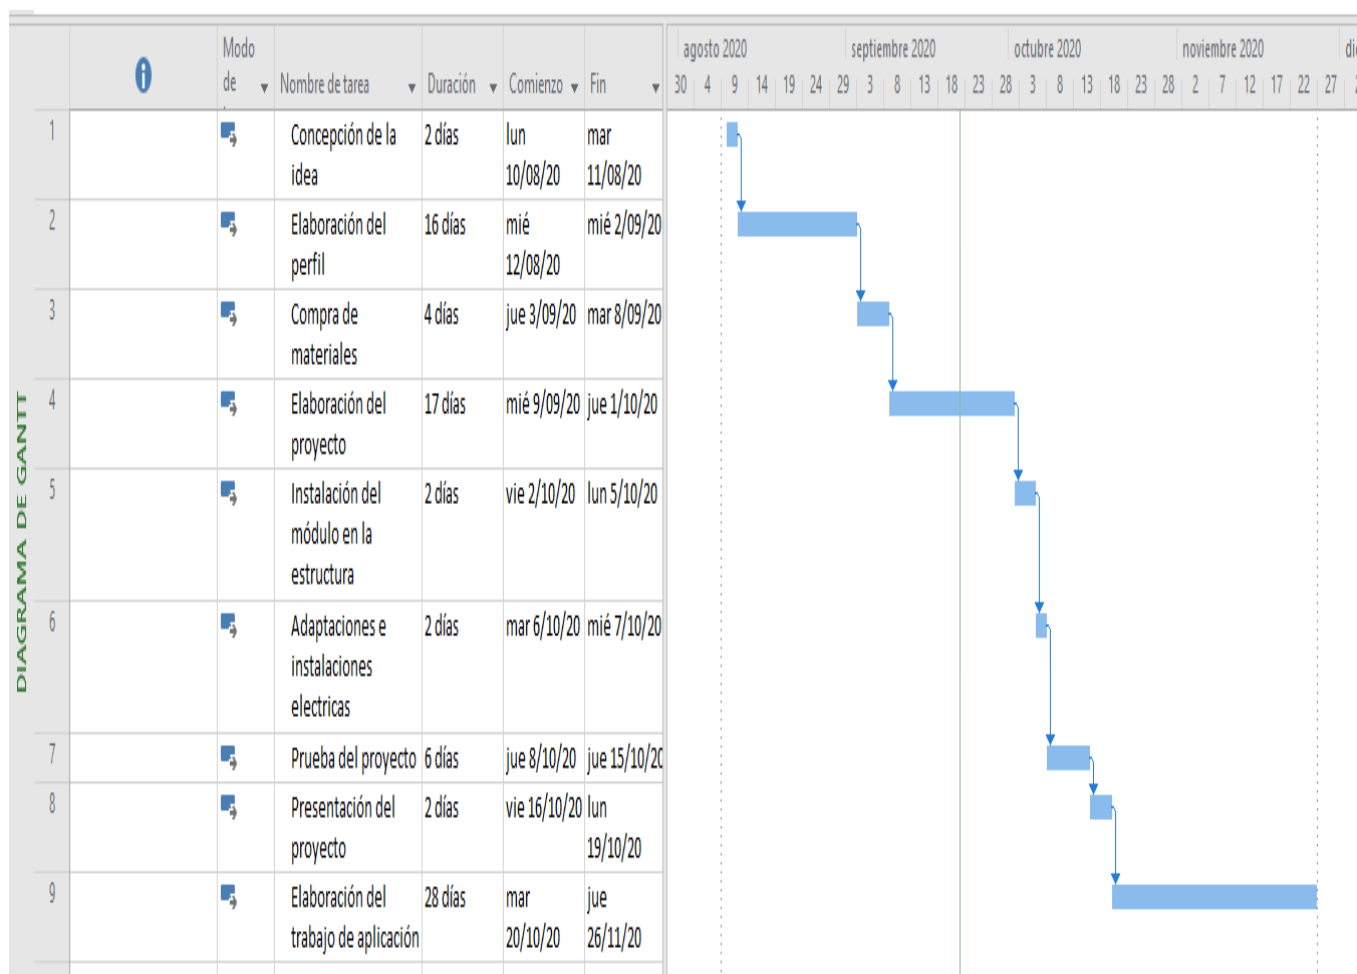 Modo
de
Nombre de tarea
Duración
Comienzo
Fin
agosto 2020
septiembre 2020
octubre 2020
noviembre 2020
30 4 9 14 19 24 29 3 8 13 18 23 28 3 8 13 18 23 28 2 7 12 17 22 27
DIAGRAMA DE GANTT
1
Concepción de la
idea
2 días
lun
10/08/20
mar
11/08/20
2
Elaboración del
perfil
16 días
mié
12/08/20
mié 2/09/20
3
Compra de
materiales
4 días
jue 3/09/20
mar 8/09/20
4
Elaboración del
proyecto
17 días
mié 9/09/20
jue 1/10/20
5
Instalación del
módulo en la
estructura
2 días
vie 2/10/20
lun 5/10/20
6
Adaptaciones e
instalaciones
electricas
2 días
mar 6/10/20
mié 7/10/20
7
Prueba del proyecto
6 días
jue 8/10/20
jue 15/10/20
8
Presentación del
proyecto
2 días
vie 16/10/20
lun
19/10/20
9
Elaboración del
trabajo de aplicación
28 días
mar
20/10/20
jue
26/11/20